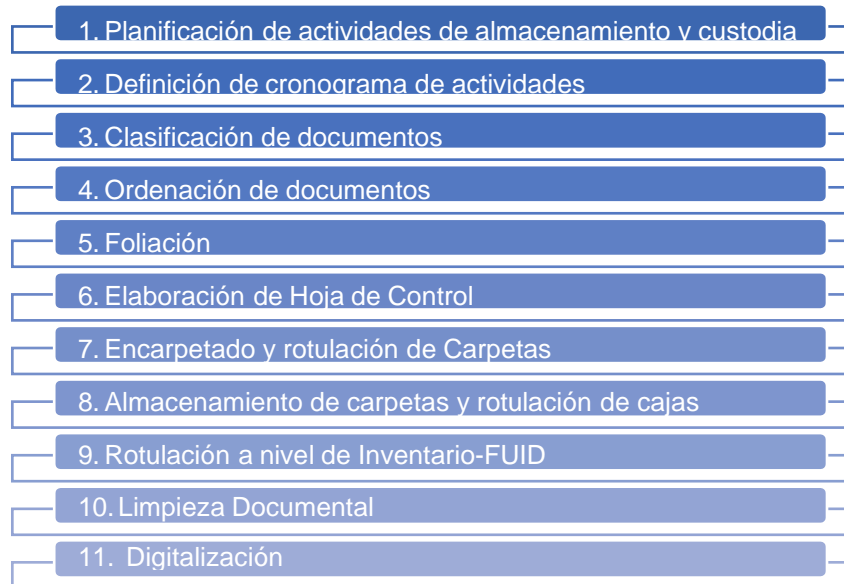 1. Planificación de actividades de almacenamiento y custodia
2. Definición de cronograma de actividades
3. Clasificación de documentos
4. Ordenación de documentos
5. Foliación
6. Elaboración de Hoja de Control
7. Encarpetado y rotulación de Carpetas
8. Almacenamiento de carpetas y rotulación de cajas
9. Rotulación a nivel de Inventario-FUID
10. Limpieza Documental
11. Digitalización